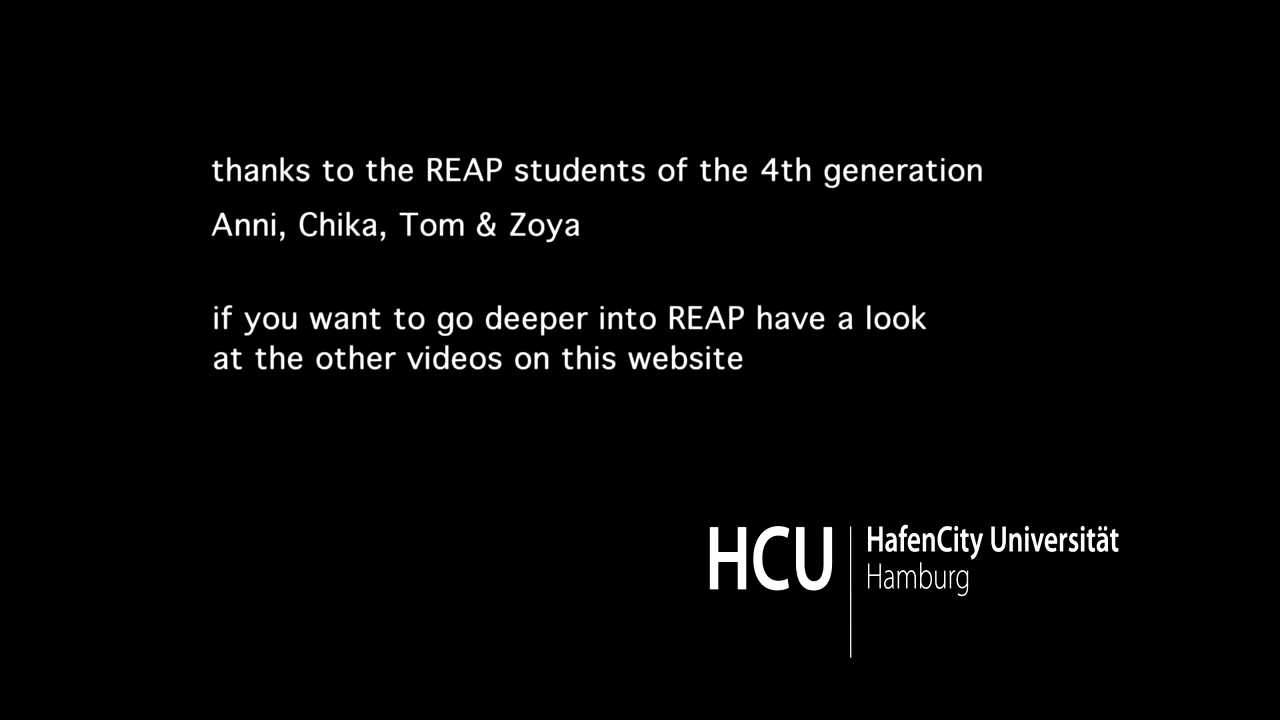 thanks to the REAP students of the 4th generation
Anni, Chika, Tom & Zoya
if you want to go deeper into REAP have a look
at the other videos on this website
HCU
HafenCity Universität
Hamburg